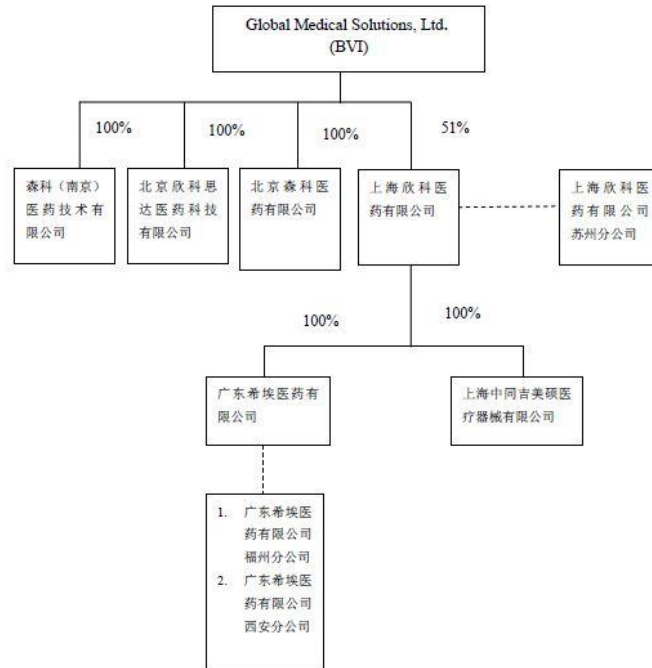 Global Medical Solutions, Ltd.
(BVI)
100%
100%
100%
51%
森科（南京）
医药技术有
限公司
北京欣科思
达医药科技
有限公司
北京森科医
药有限公司
上海欣科医
药有限公司
上海欣科医
药有限公司
苏州分公司
100%
100%
广东希埃医药有
限公司
上海中同吉美硕医
疗器械有限公司
1. 广东希埃医
药有限公司
福州分公司
2. 广东希埃医
药有限公司
西安分公司